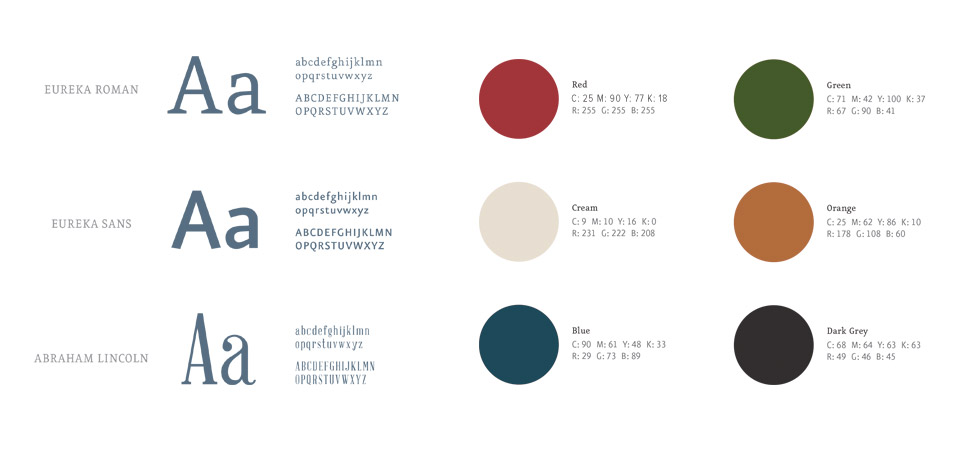 EUREKA ROMAN
Aa
abcdefghijklmn
opqrstuvwxyz
ABCDEFGHIJKLMN
OPQRSTUVWXYZ
EUREKA SANS
Aa
abcdefghijklmn
opqrstuvwxyz
ABCDEFGHIJKLMN
OPQRSTUVWXYZ
ABRAHAM LINCOLN
Aa
abcdefghijklmn
opqrstuvwxyz
ABCDEFGHIJKLMN
OPQRSTUVWXYZ
Red
C: 25 M: 90 Y: 77 K: 18
R: 255 G: 255 B: 255
Green
C: 71 M: 42 Y: 100 K: 37
R: 67 G: 90 B: 41
Cream
C: 9 M: 10 Y: 16 K: 0
R: 231 G: 222 B: 208
Orange
C: 25 M: 62 Y: 86 K: 10
R: 178 G: 108 B: 60
Blue
C: 90 M: 61 Y: 48 K: 33
R: 29 G: 73 B: 89
Dark Grey
C: 68 M: 64 Y: 63 K: 63
R: 49 G: 46 B: 45